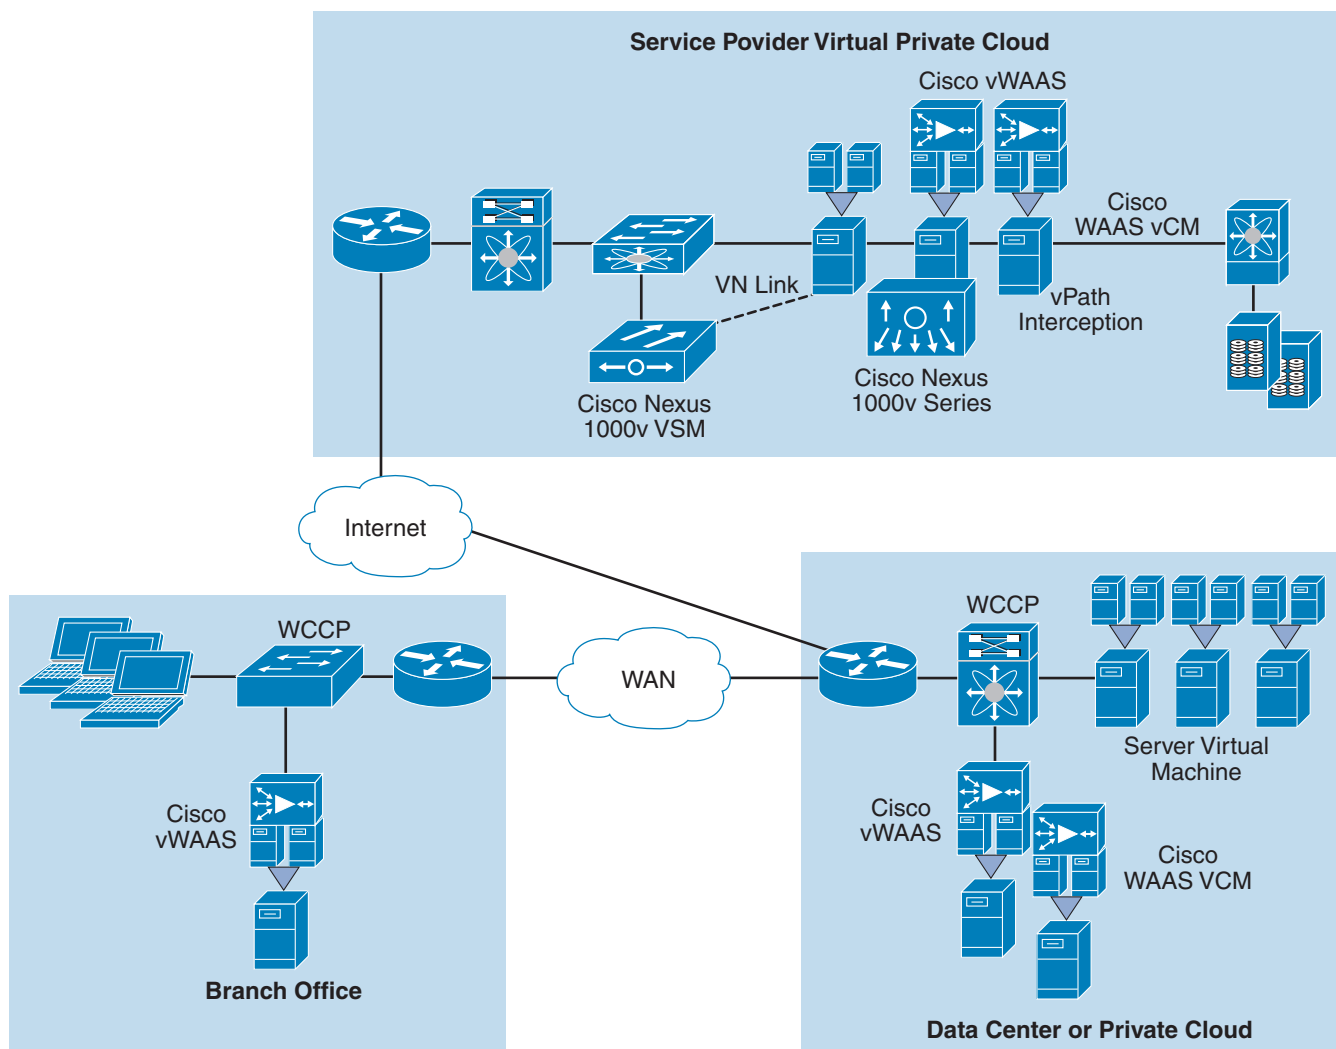 Service Povider Virtual Private Cloud
Cisco vWAAS
Cisco
WAAS vCM
VN Link
vPath
Interception
Cisco Nexus
1000v VSM
Cisco Nexus
1000v Series
Internet
WCCP
WAN
WCCP
Server Virtual
Machine
Cisco
vWAAS
Cisco
vWAAS
Cisco
WAAS VCM
Branch Office
Data Center or Private Cloud